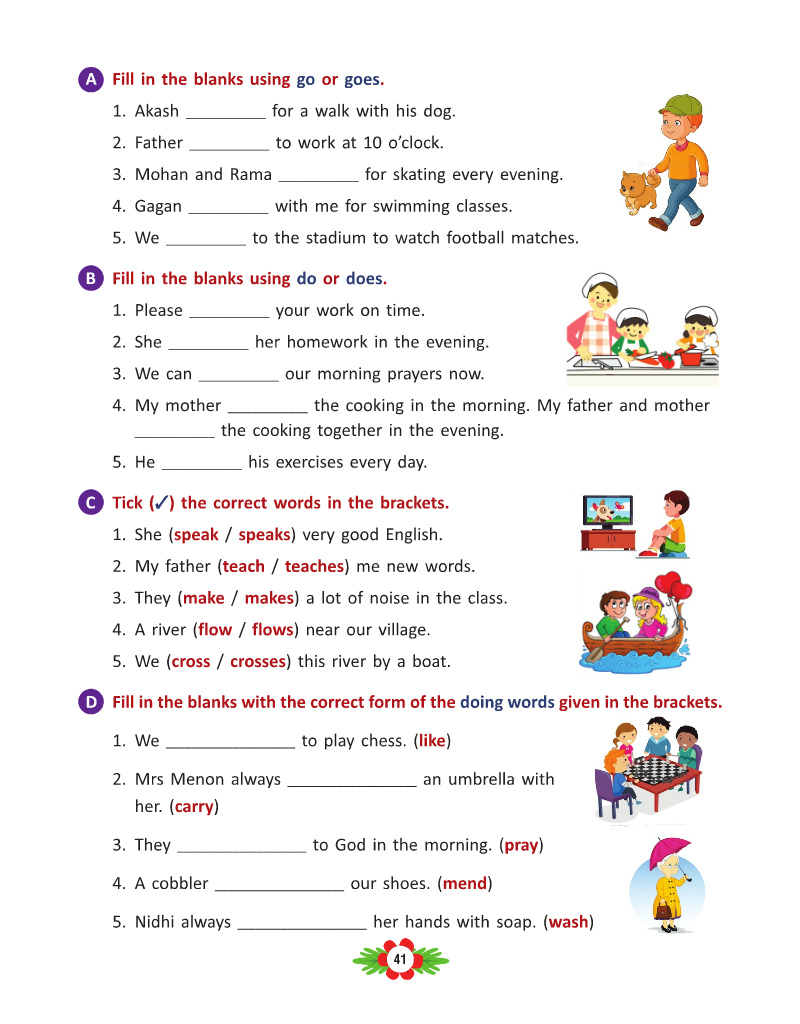 A Fill in the blanks using go or goes.
1. Akash _________ for a walk with his dog.
2. Father _________ to work at 10 o’clock.
3. Mohan and Rama _________ for skating every evening.
4. Gagan _________ with me for swimming classes.
5. We _________ to the stadium to watch football matches.
B Fill in the blanks using do or does.
1. Please _________ your work on time.
2. She _________ her homework in the evening.
3. We can _________ our morning prayers now.
4. My mother _________ the cooking in the morning. My father and mother
_________ the cooking together in the evening.
5. He _________ his exercises every day.
C Tick (✓) the correct words in the brackets.
1. She (speak / speaks) very good English.
2. My father (teach / teaches) me new words.
3. They (make / makes) a lot of noise in the class.
4. A river (flow / flows) near our village.
5. We (cross / crosses) this river by a boat.
D Fill in the blanks with the correct form of the doing words given in the brackets.
1. We ______________ to play chess. (like)
2. Mrs Menon always ______________ an umbrella with
her. (carry)
3. They ______________ to God in the morning. (pray)
4. A cobbler ______________ our shoes. (mend)
5. Nidhi always ______________ her hands with soap. (wash)
41